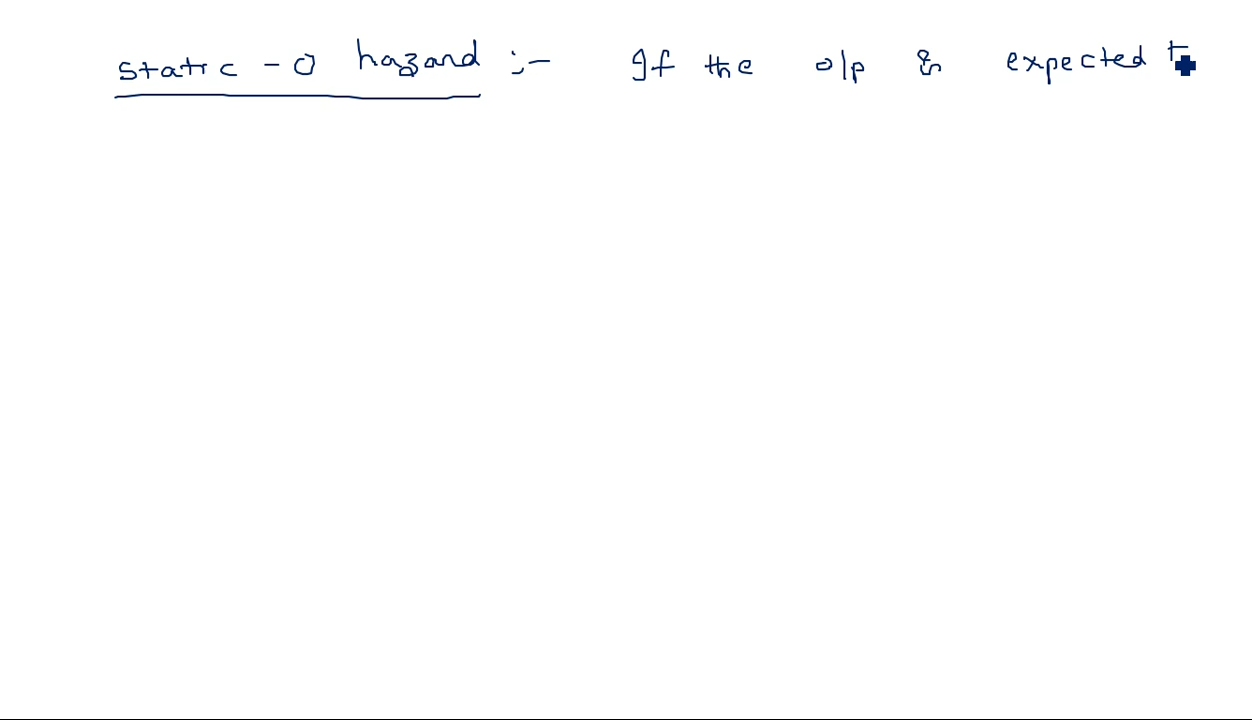 static - 0 hazard :- If the o/p is expected t